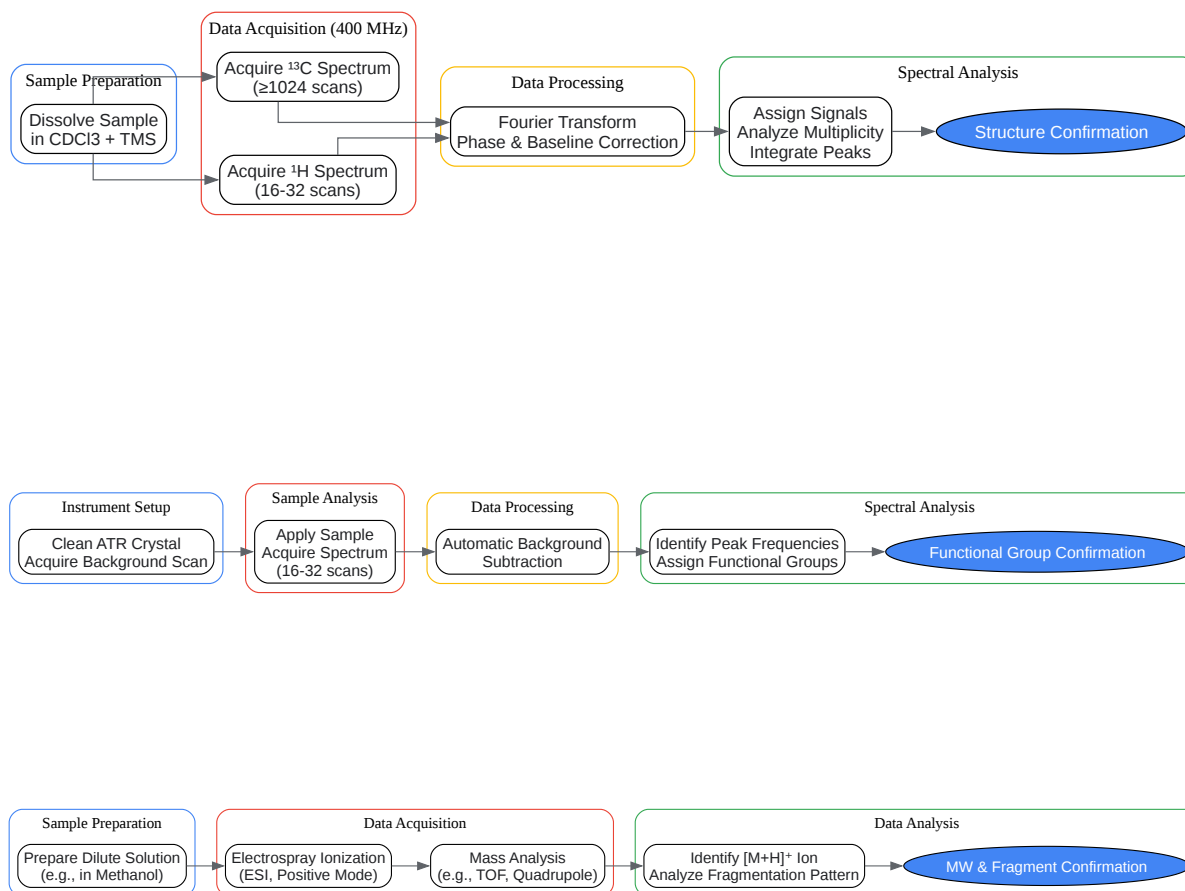 Sample Preparation
Dissolve Sample
in CDCl3 + TMS
Data Acquisition (400 MHz)
Acquire ¹³C Spectrum
(≥1024 scans)
Acquire ¹H Spectrum
(16-32 scans)
Data Processing
Fourier Transform
Phase & Baseline Correction
Spectral Analysis
Assign Signals
Analyze Multiplicity
Integrate Peaks
Structure Confirmation
Instrument Setup
Clean ATR Crystal
Acquire Background Scan
Sample Analysis
Apply Sample
Acquire Spectrum
(16-32 scans)
Data Processing
Automatic Background
Subtraction
Spectral Analysis
Identify Peak Frequencies
Assign Functional Groups
Functional Group Confirmation
Sample Preparation
Prepare Dilute Solution
(e.g., in Methanol)
Data Acquisition
Electrospray Ionization
(ESI, Positive Mode)
Mass Analysis
(e.g., TOF, Quadrupole)
Data Analysis
Identify [M+H]⁺ Ion
Analyze Fragmentation Pattern
MW & Fragment Confirmation